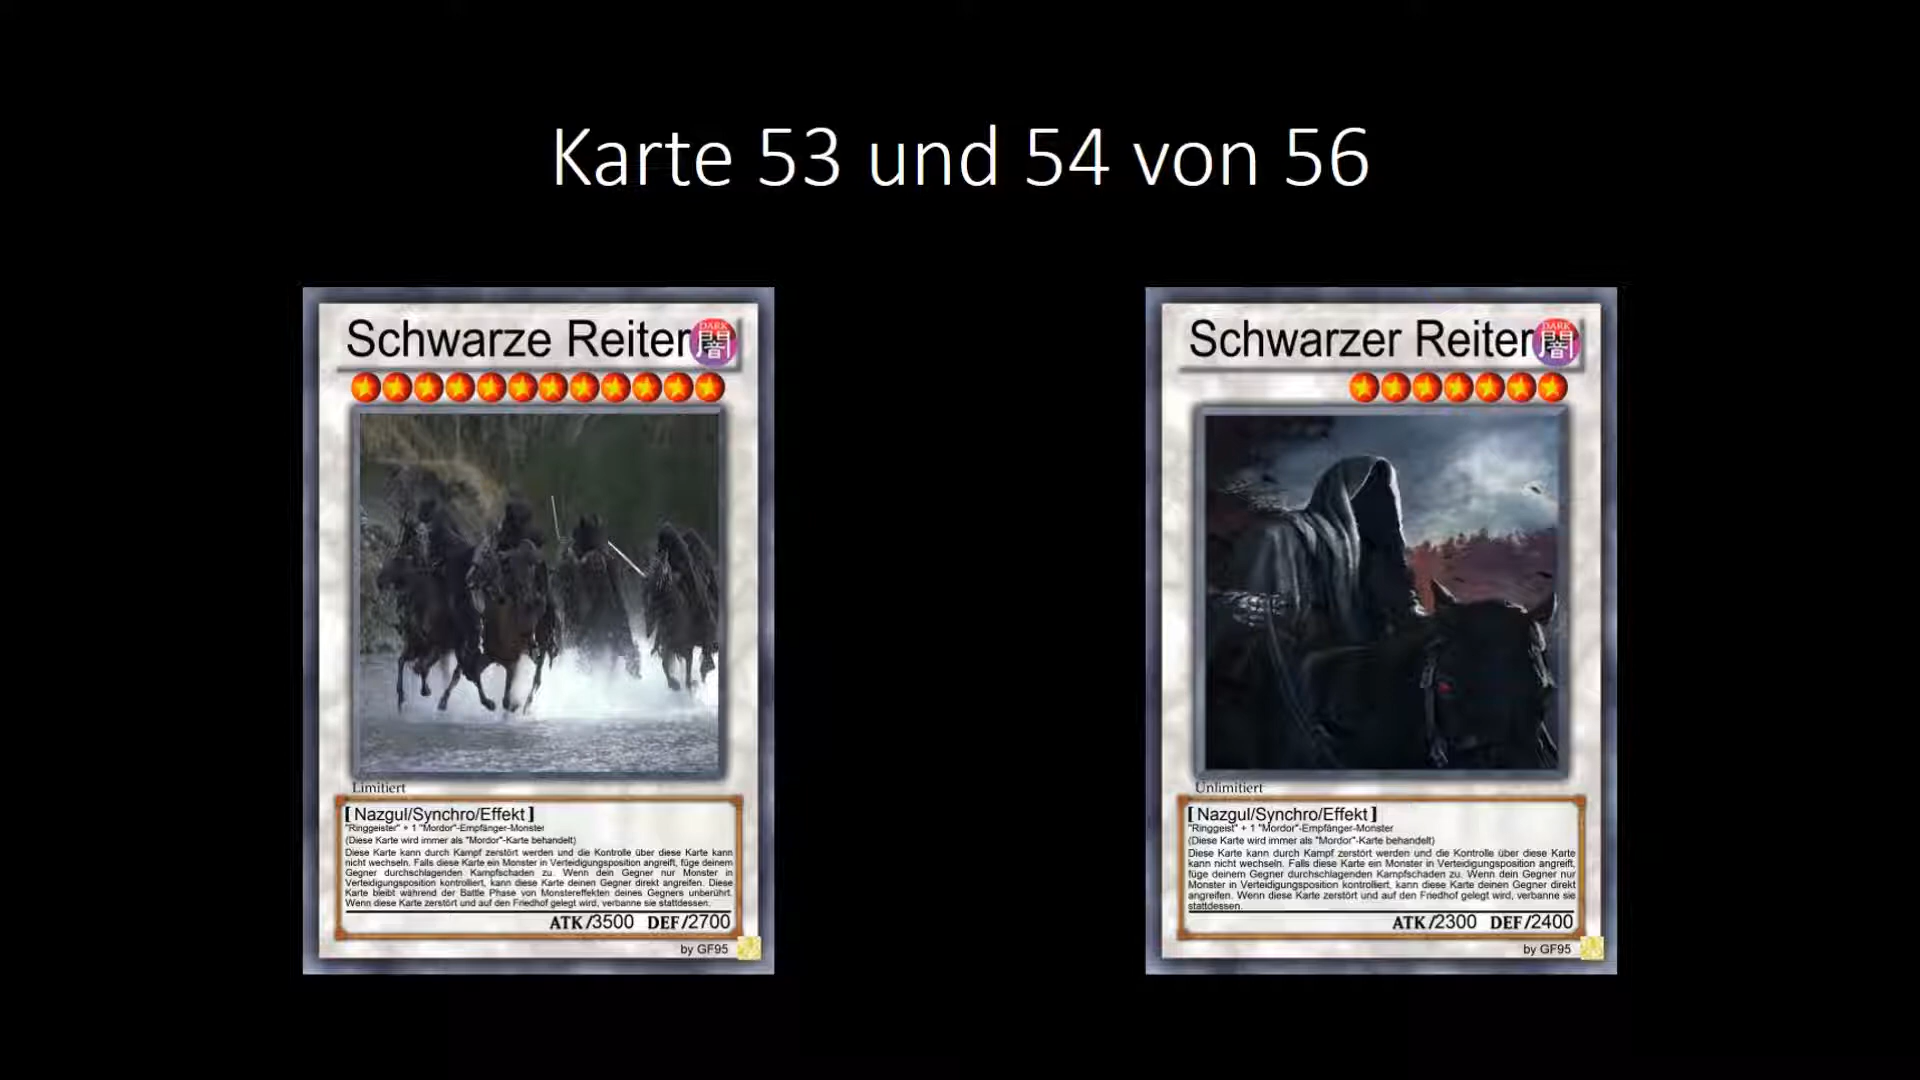 Karte 53 und 54 von 56
Schwarze Reiter
DARK
闇
Limitiert
[ Nazgul/Synchro/Effekt ]
"Ringgeister" + 1 "Mordor"-Empfänger-Monster
(Diese Karte wird immer als "Mordor"-Karte behandelt)
Diese Karte kann durch Kampf zerstört werden und die Kontrolle über diese Karte kann
nicht wechseln. Falls diese Karte ein Monster in Verteidigungsposition angreift, füge deinem
Gegner durchschlagenden Kampfschaden zu. Wenn dein Gegner nur Monster in
Verteidigungsposition kontrolliert, kann diese Karte deinen Gegner direkt angreifen. Diese
Karte bleibt während der Battle Phase von Monstereffekten deines Gegners unberührt.
Wenn diese Karte zerstört und auf den Friedhof gelegt wird, verbanne sie stattdessen.
ATK/3500 DEF/2700
by GF95
Schwarzer Reiter
DARK
闇
Unlimitiert
[ Nazgul/Synchro/Effekt ]
"Ringgeist" + 1 "Mordor"-Empfänger-Monster
(Diese Karte wird immer als "Mordor"-Karte behandelt)
Diese Karte kann durch Kampf zerstört werden und die Kontrolle über diese Karte
kann nicht wechseln. Falls diese Karte ein Monster in Verteidigungsposition angreift,
füge deinem Gegner durchschlagenden Kampfschaden zu. Wenn dein Gegner nur
Monster in Verteidigungsposition kontrolliert, kann diese Karte deinen Gegner direkt
angreifen. Wenn diese Karte zerstört und auf den Friedhof gelegt wird, verbanne sie
stattdessen.
ATK/2300 DEF/2400
by GF95